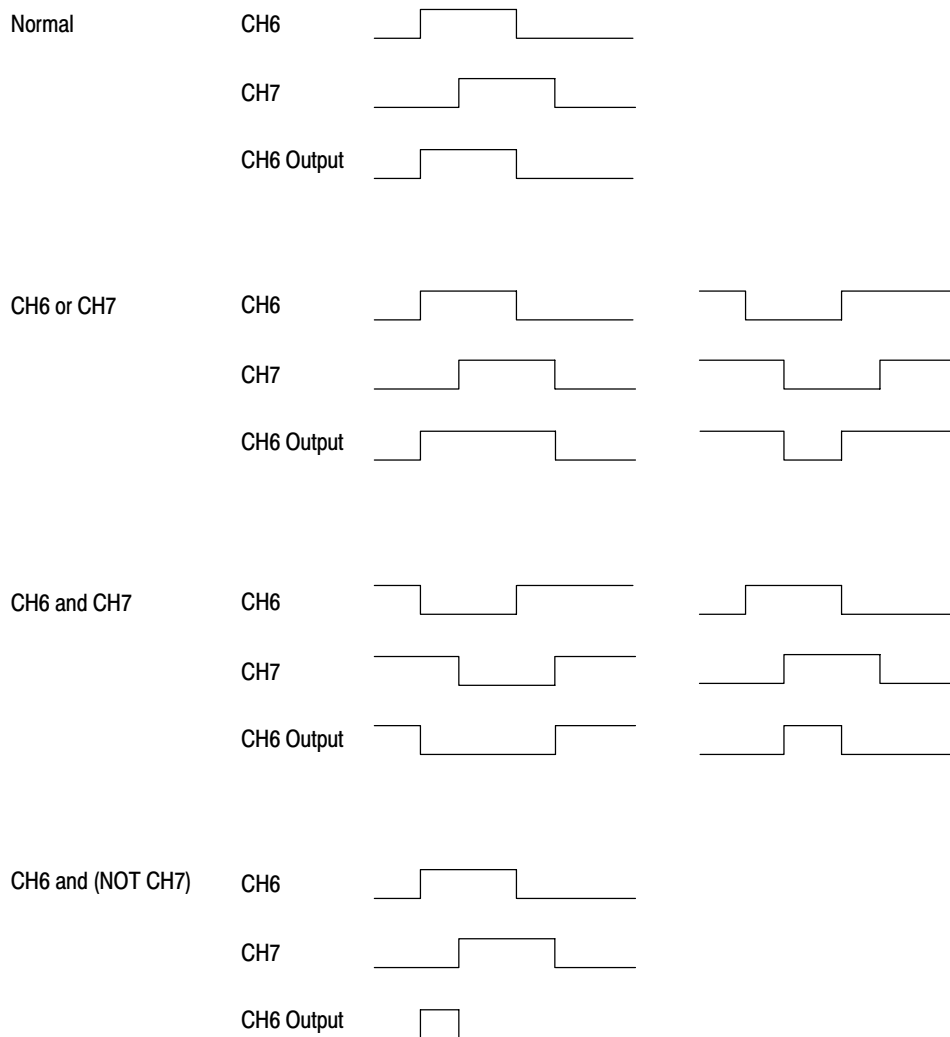 Normal CH6
CH7
CH6 Output
CH6 or CH7 CH6
CH7
CH6 Output
CH6 and CH7 CH6
CH7
CH6 Output
CH6 and (NOT CH7) CH6
CH7
CH6 Output